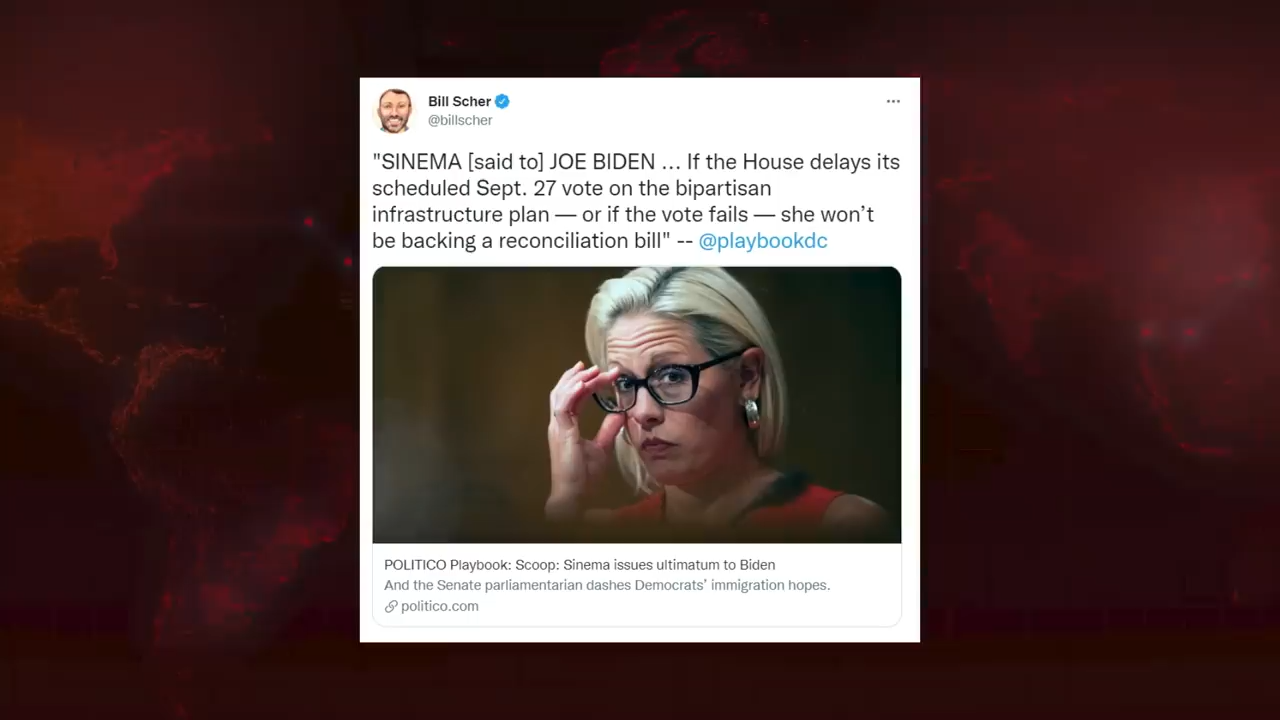 Bill Scher
@billscher
"SINEMA [said to] JOE BIDEN ... If the House delays its
scheduled Sept. 27 vote on the bipartisan
infrastructure plan — or if the vote fails — she won’t
be backing a reconciliation bill" -- @playbookdc
POLITICO Playbook: Scoop: Sinema issues ultimatum to Biden
And the Senate parliamentarian dashes Democrats’ immigration hopes.
politico.com